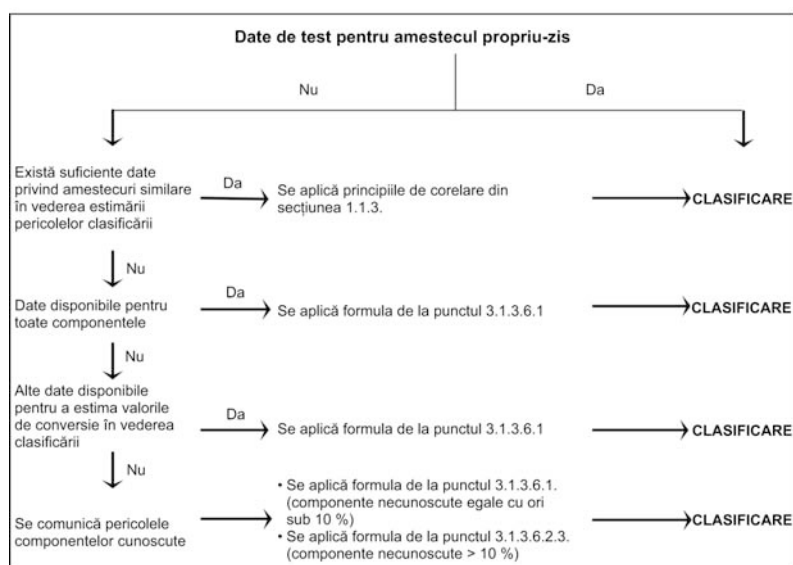 Date de test pentru amestecul propriu-zis
Nu
Da
Există suficiente date
privind amestecuri similare
în vederea estimării
pericolelor clasificării
Da
Se aplică principiile de corelare din
secțiunea 1.1.3.
CLASIFICARE
Nu
Date disponibile pentru
toate componentele
Da
Se aplică formula de la punctul 3.1.3.6.1
CLASIFICARE
Nu
Alte date disponibile
pentru a estima valorile
de conversie în vederea
clasificării
Da
Se aplică formula de la punctul 3.1.3.6.1
CLASIFICARE
Nu
Se comunică pericolele
componentelor cunoscute
• Se aplică formula de la punctul 3.1.3.6.1.
(componente necunoscute egale cu ori
sub 10 %)
• Se aplică formula de la punctul 3.1.3.6.2.3.
(componente necunoscute > 10 %)
CLASIFICARE